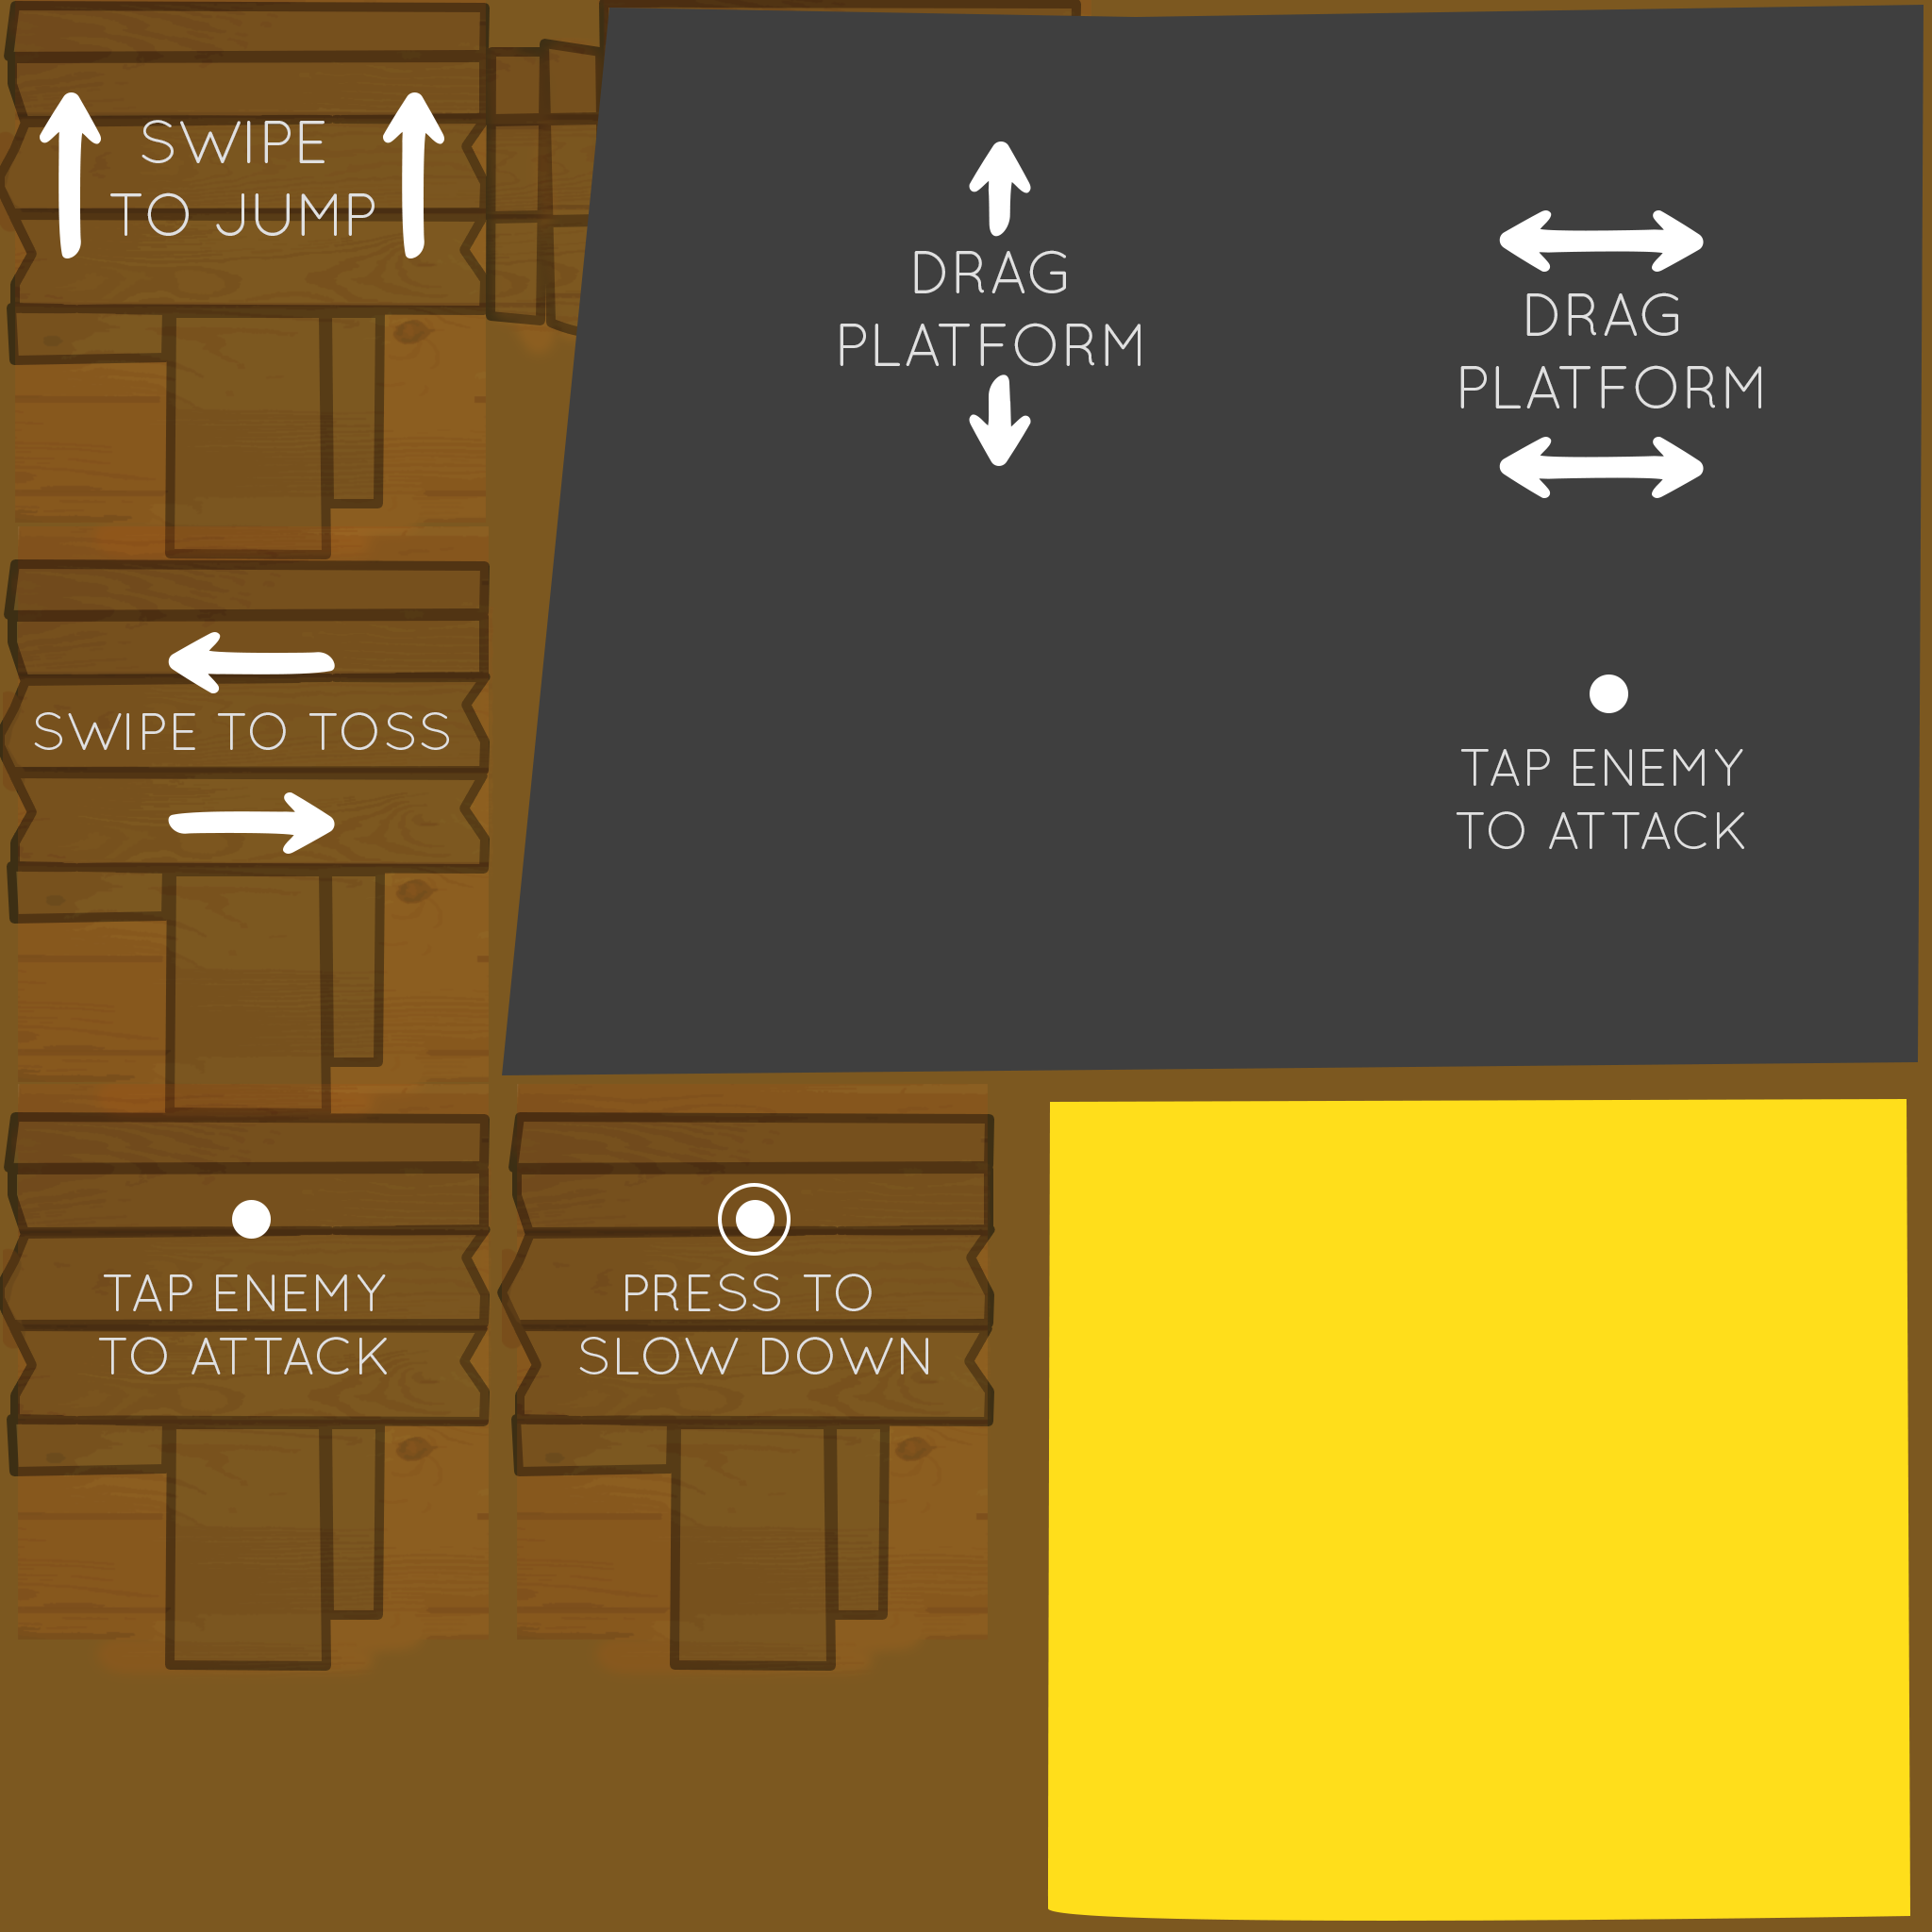 SWIPE
TO JUMP
DRAG
PLATFORM
DRAG
PLATFORM
SWIPE TO TOSS
TAP ENEMY
TO ATTACK
TAP ENEMY
TO ATTACK
PRESS TO
SLOW DOWN